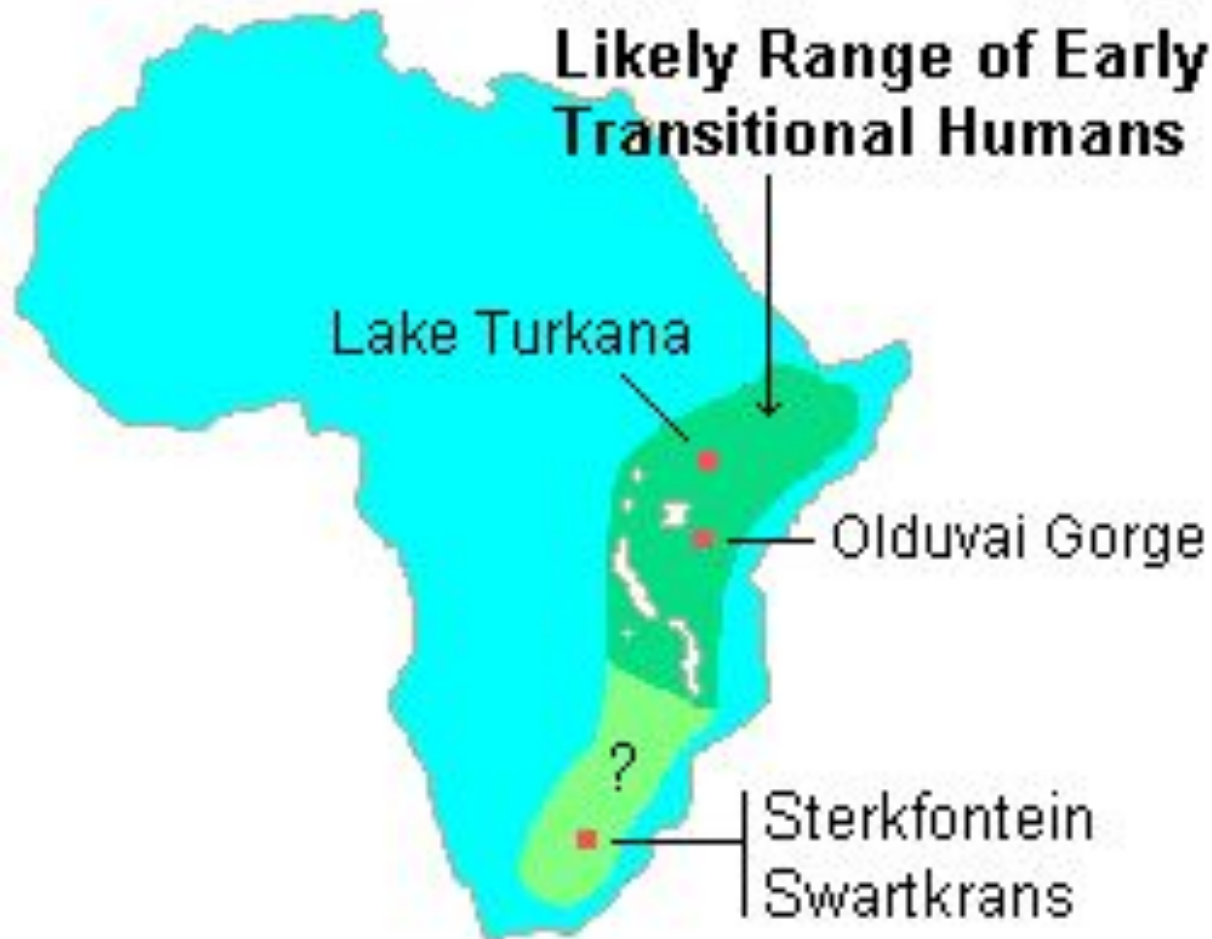 Likely Range of Early
Transitional Humans
Lake Turkana
Olduvai Gorge
?
Sterkfontein
Swartkrans